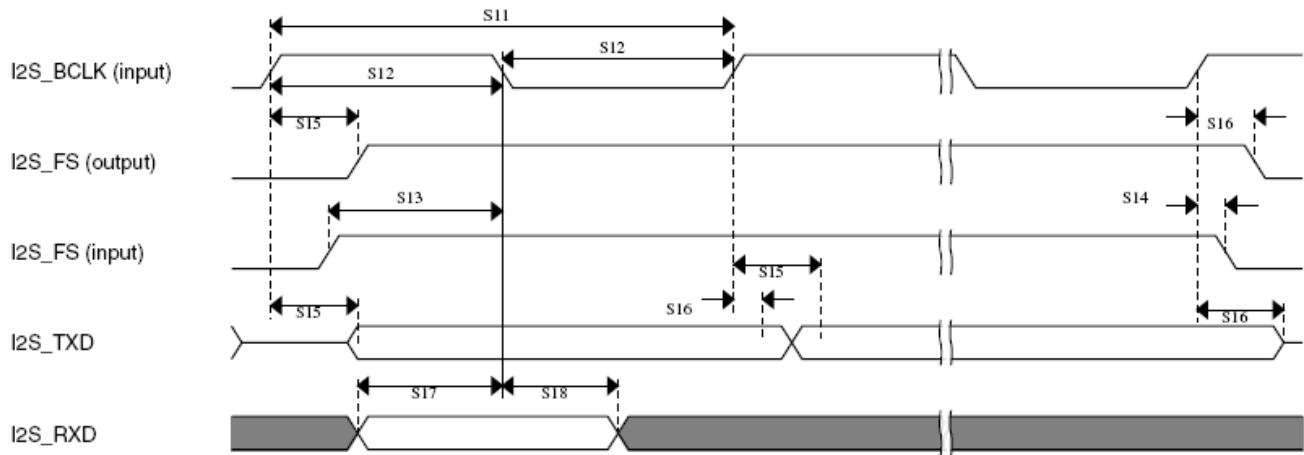 S11
I2S_BCLK (input)
S12
S12
S15
S16
I2S_FS (output)
S13
S14
I2S_FS (input)
S15
S15
S16
S16
I2S_TXD
S17
S18
I2S_RXD